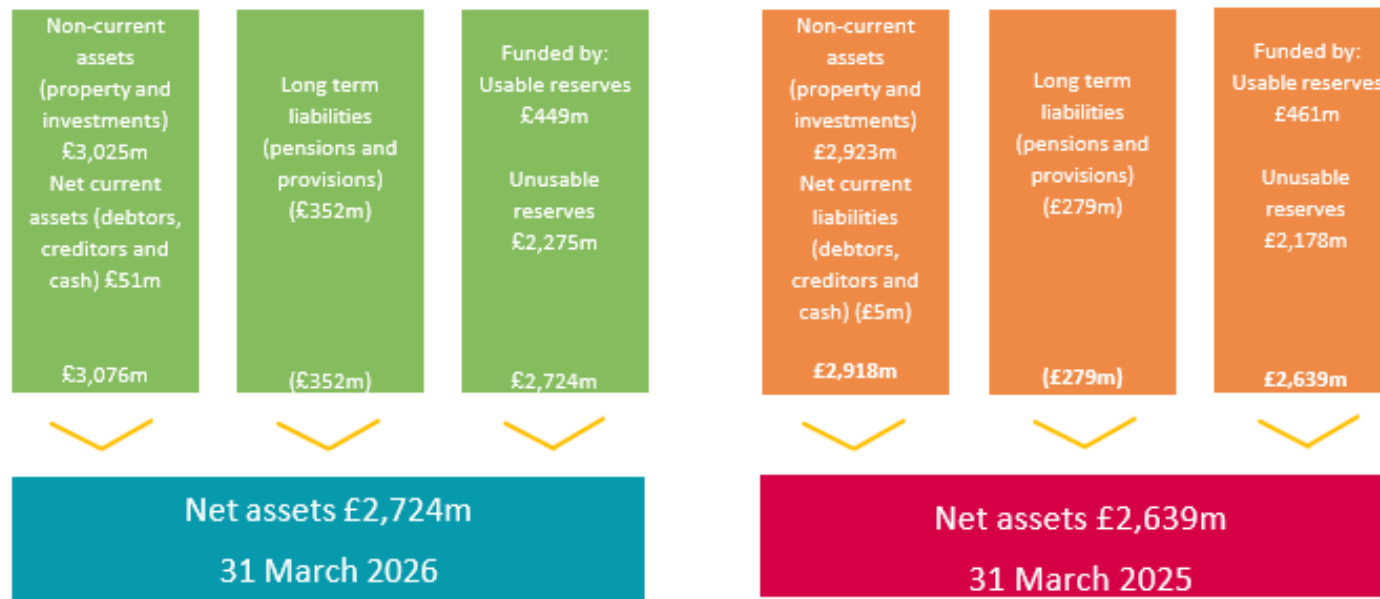 Non-current
assets
(property and
investments)
£3,025m
Net current
assets (debtors,
creditors and
cash) £51m
£3,076m
Long term
liabilities
(pensions and
provisions)
(£352m)
(£352m)
Funded by:
Usable reserves
£449m
Unusable
reserves
£2,275m
£2,724m
Net assets £2,724m
31 March 2026
Non-current
assets
(property and
investments)
£2,923m
Net current
liabilities
(debtors,
creditors and
cash) (£5m)
£2,918m
Long term
liabilities
(pensions and
provisions)
(£279m)
(£279m)
Funded by:
Usable reserves
£461m
Unusable
reserves
£2,178m
£2,639m
Net assets £2,639m
31 March 2025